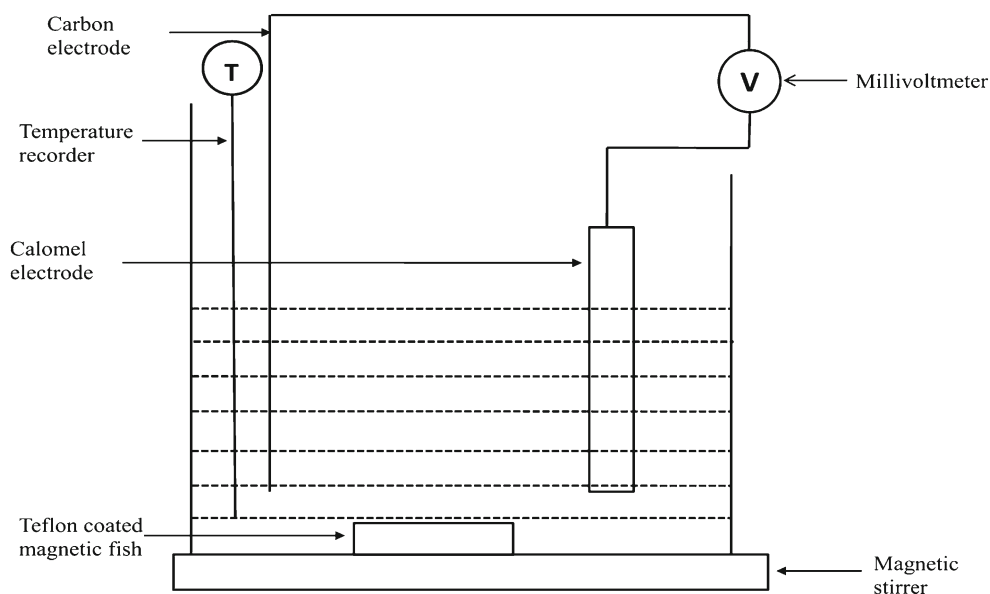 Carbon
electrode
T
V
Millivoltmeter
Temperature
recorder
Calomel
electrode
Teflon coated
magnetic fish
Magnetic
stirrer